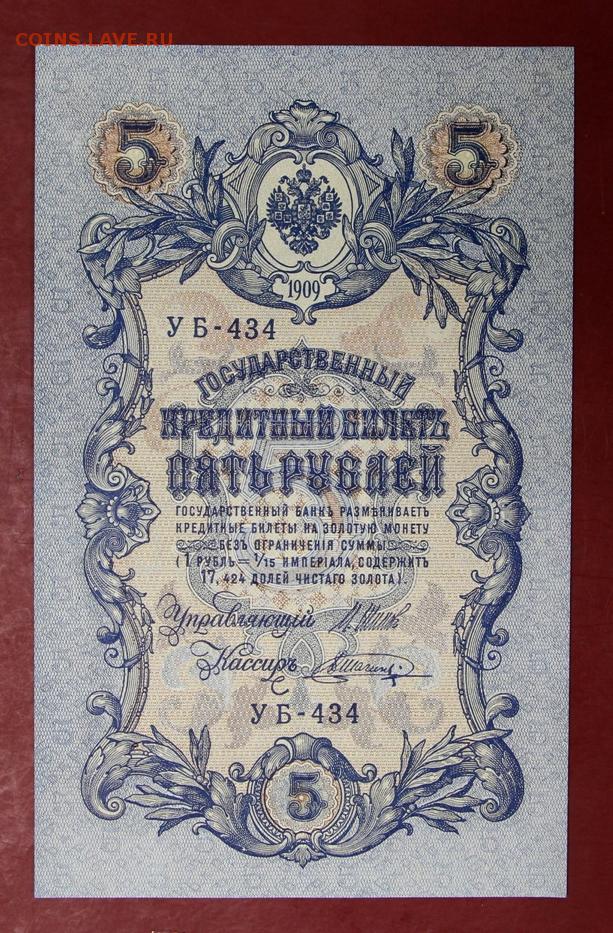 COINS.LAVE.RU
5 5
1909
УБ-434
ГОСУДАРСТВЕННЫЙ
КРЕДИТНЫЙ БИЛЕТЪ
ПЯТЬ РУБЛЕЙ
ГОСУДАРСТВЕННЫЙ БАНКЪ РАЗМѢНИВАЕТЪ
КРЕДИТНЫЕ БИЛЕТЫ НА ЗОЛОТУЮ МОНЕТУ
БЕЗЪ ОГРАНИЧЕНІЯ СУММЫ
(1 РУБЛЬ = 1/15 ИМПЕРІАЛА, СОДЕРЖИТЪ
17,424 ДОЛЕЙ ЧИСТАГО ЗОЛОТА).
Управляющій
Кассиръ
УБ-434
5